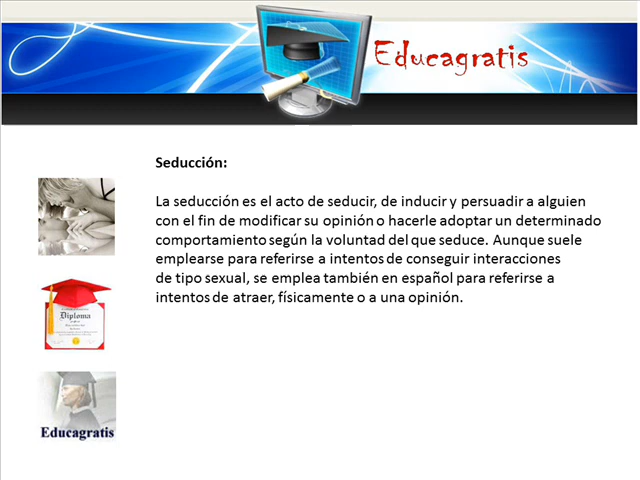 Educagratis
Seducción:
La seducción es el acto de seducir, de inducir y persuadir a alguien
con el fin de modificar su opinión o hacerle adoptar un determinado
comportamiento según la voluntad del que seduce. Aunque suele
emplearse para referirse a intentos de conseguir interacciones
de tipo sexual, se emplea también en español para referirse a
intentos de atraer, físicamente o a una opinión.
Diploma
Educagratis